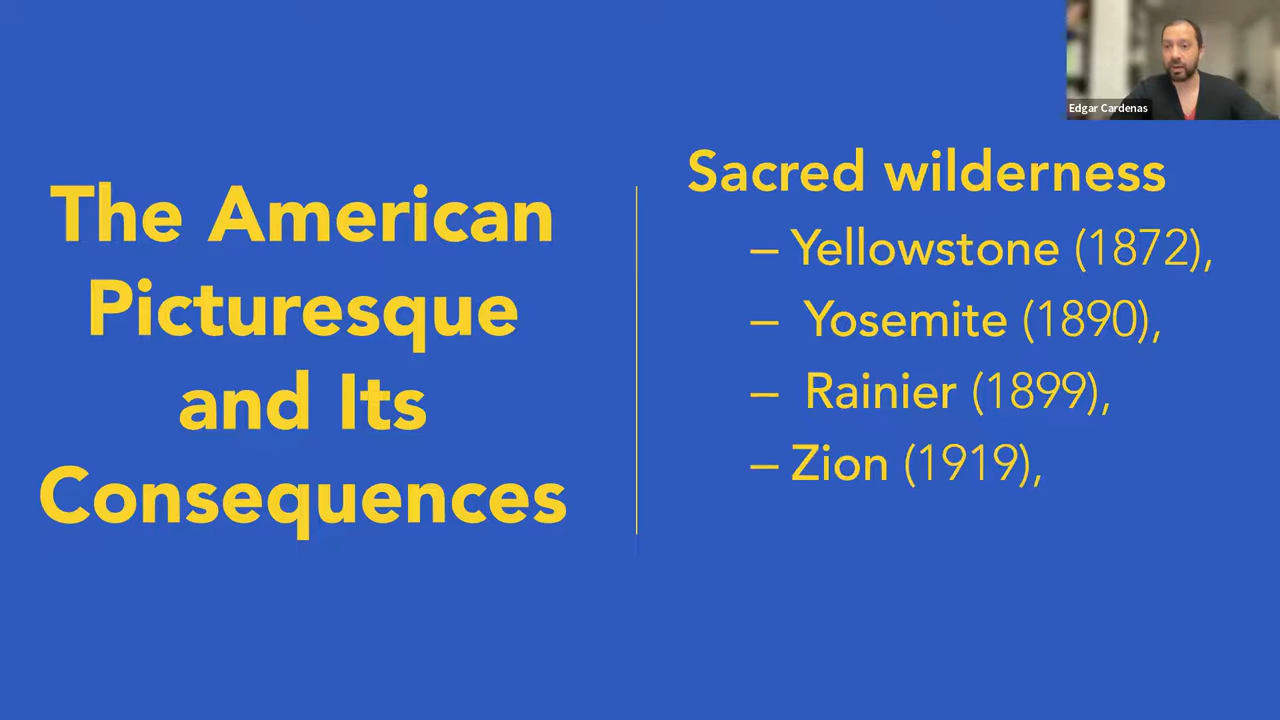 The American
Picturesque
and Its
Consequences
Sacred wilderness
– Yellowstone (1872),
– Yosemite (1890),
– Rainier (1899),
– Zion (1919),
Edgar Cardenas